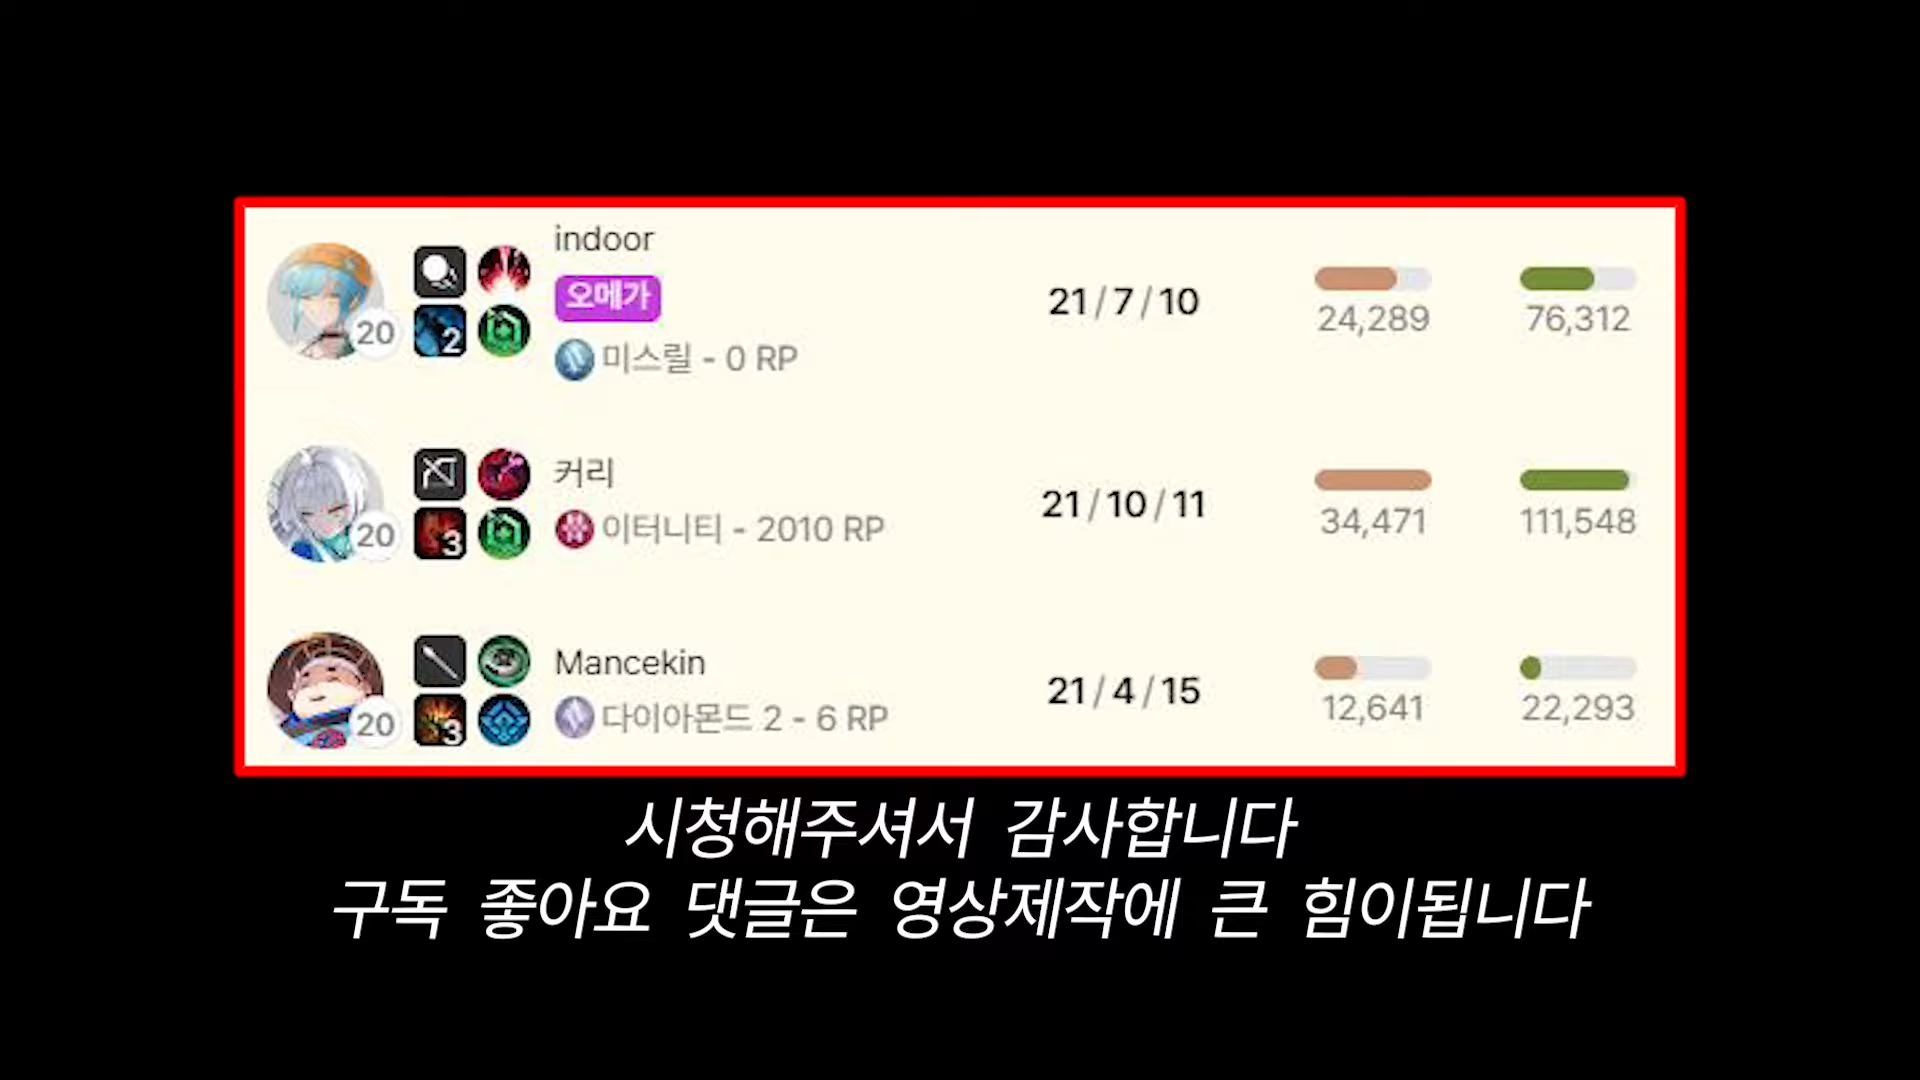 indoor
오메가
20
2
미스릴 - 0 RP
21 / 7 / 10
24,289
76,312
커리
20
3
이터니티 - 2010 RP
21 / 10 / 11
34,471
111,548
Mancekin
20
3
다이아몬드 2 - 6 RP
21 / 4 / 15
12,641
22,293
시청해주셔서 감사합니다
구독 좋아요 댓글은 영상제작에 큰 힘이됩니다